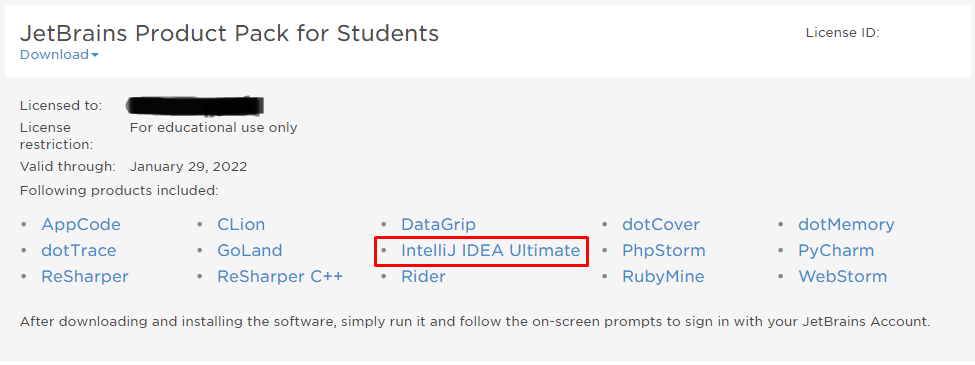 JetBrains Product Pack for Students
License ID:
Download
Licensed to:
License restriction: For educational use only
Valid through: January 29, 2022
Following products included:
• AppCode • CLion • DataGrip • dotCover • dotMemory
• dotTrace • GoLand • IntelliJ IDEA Ultimate • PhpStorm • PyCharm
• ReSharper • ReSharper C++ • Rider • RubyMine • WebStorm
After downloading and installing the software, simply run it and follow the on-screen prompts to sign in with your JetBrains Account.